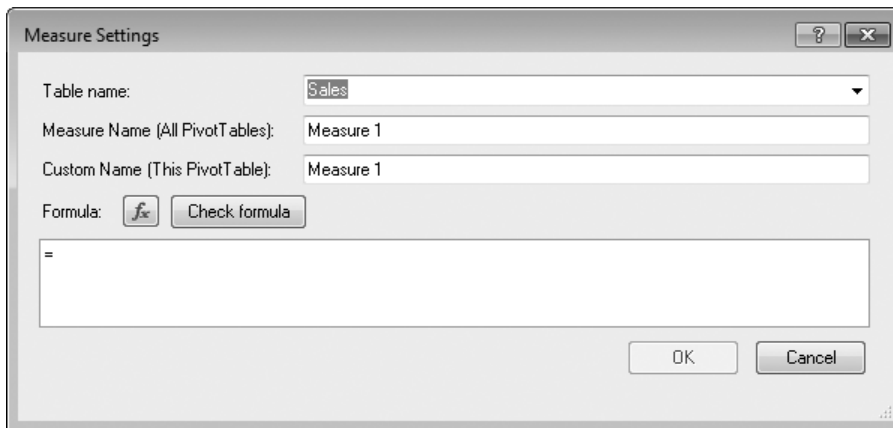 Measure Settings
Table name: Sales
Measure Name (All PivotTables): Measure 1
Custom Name (This PivotTable): Measure 1
Formula: fx Check formula
=
OK Cancel